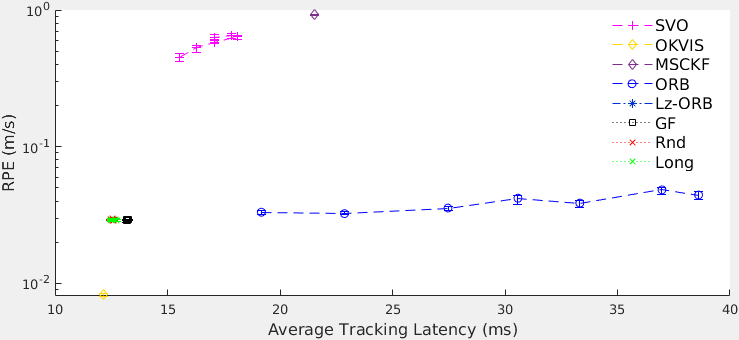 10^0
10^-1
10^-2
RPE (m/s)
SVO
OKVIS
MSCKF
ORB
Lz-ORB
GF
Rnd
Long
10 15 20 25 30 35 40
Average Tracking Latency (ms)